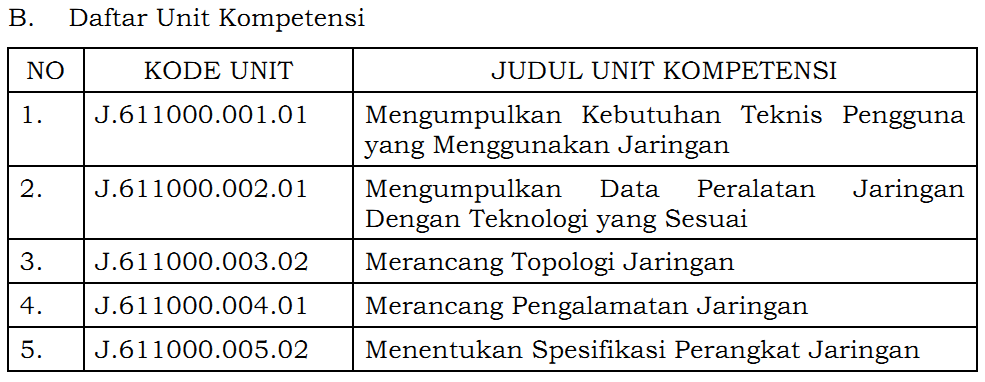 B. Daftar Unit Kompetensi
NO KODE UNIT JUDUL UNIT KOMPETENSI
1. J.611000.001.01 Mengumpulkan Kebutuhan Teknis Pengguna
yang Menggunakan Jaringan
2. J.611000.002.01 Mengumpulkan Data Peralatan Jaringan
Dengan Teknologi yang Sesuai
3. J.611000.003.02 Merancang Topologi Jaringan
4. J.611000.004.01 Merancang Pengalamatan Jaringan
5. J.611000.005.02 Menentukan Spesifikasi Perangkat Jaringan